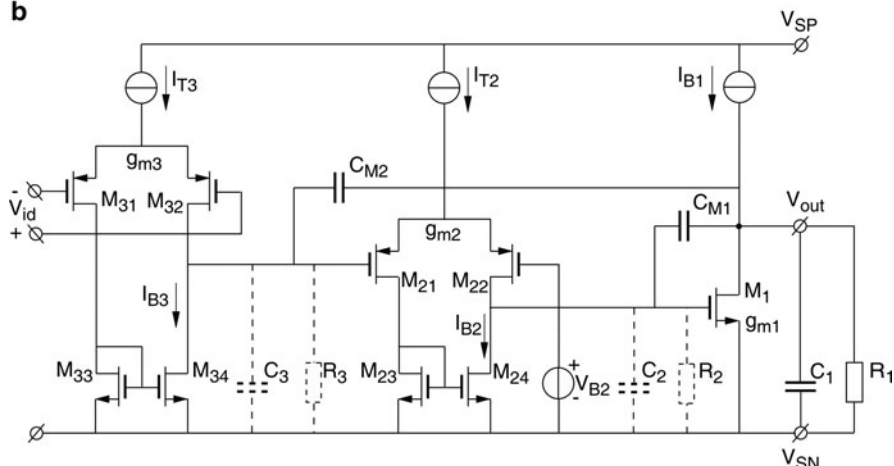 b
V_SP
I_T3
I_T2
I_B1
g_m3
C_M2
-
V_id
+
M_31
M_32
C_M1
V_out
g_m2
M_21
M_22
M_1
g_m1
I_B3
I_B2
M_33
M_34
C_3
R_3
M_23
M_24
+
V_B2
-
C_2
R_2
C_1
R_1
V_SN